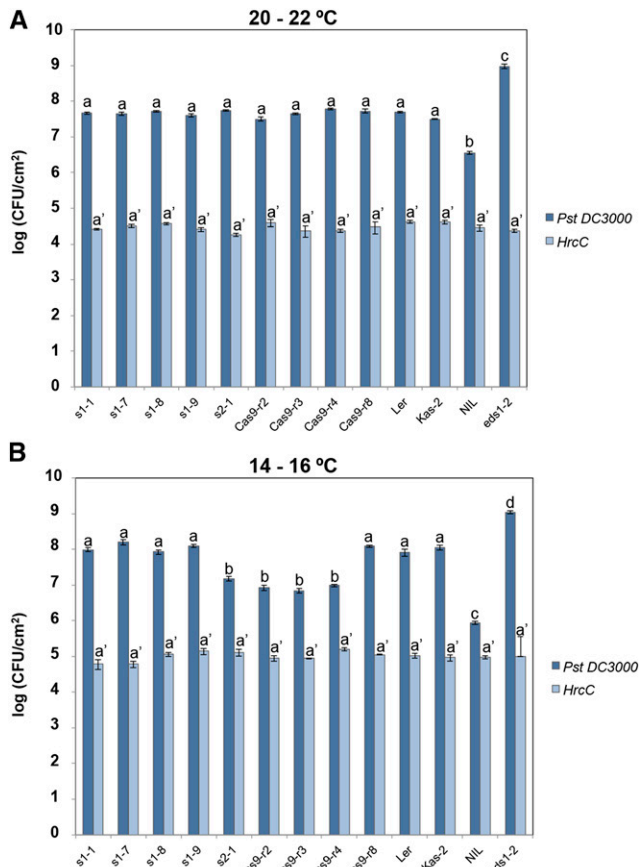 A
20 - 22 ºC
10
9
8
7
6
5
4
3
2
1
0
log (CFU/cm²)
a a a a a a a a a a a b c
a' a' a' a' a' a' a' a' a' a' a' a' a'
Pst DC3000
HrcC
s1-1 s1-7 s1-8 s1-9 s2-1 Cas9-r2 Cas9-r3 Cas9-r4 Cas9-r8 Ler Kas-2 NIL eds1-2
B
14 - 16 ºC
10
9
8
7
6
5
4
3
2
1
0
log (CFU/cm²)
a a a a b b b b a a a c d
a' a' a' a' a' a' a' a' a' a' a' a' a'
Pst DC3000
HrcC
s1-1 s1-7 s1-8 s1-9 s2-1 Ler Kas-2 NIL eds1-2